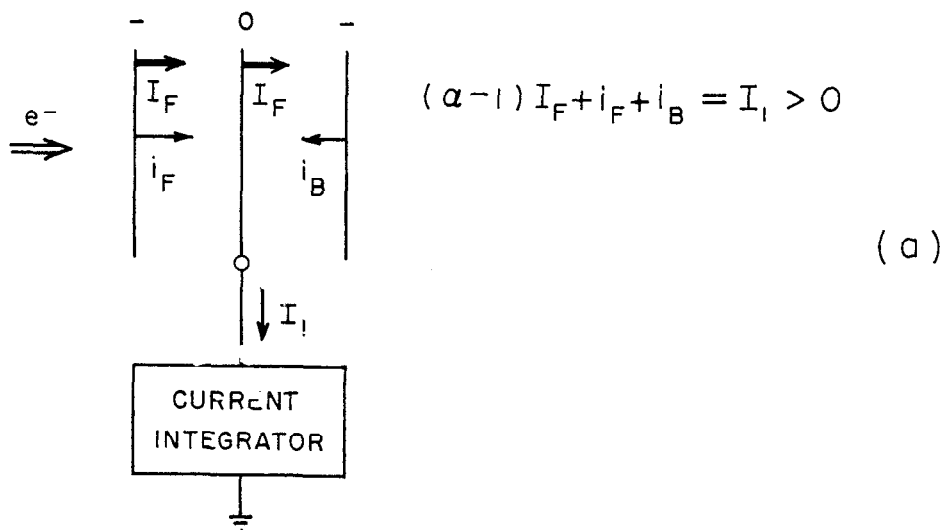 - 0 -
I_F I_F (α-1)I_F+i_F+i_B = I_1 > 0
e⁻
i_F i_B
(a)
I_1
CURRENT
INTEGRATOR